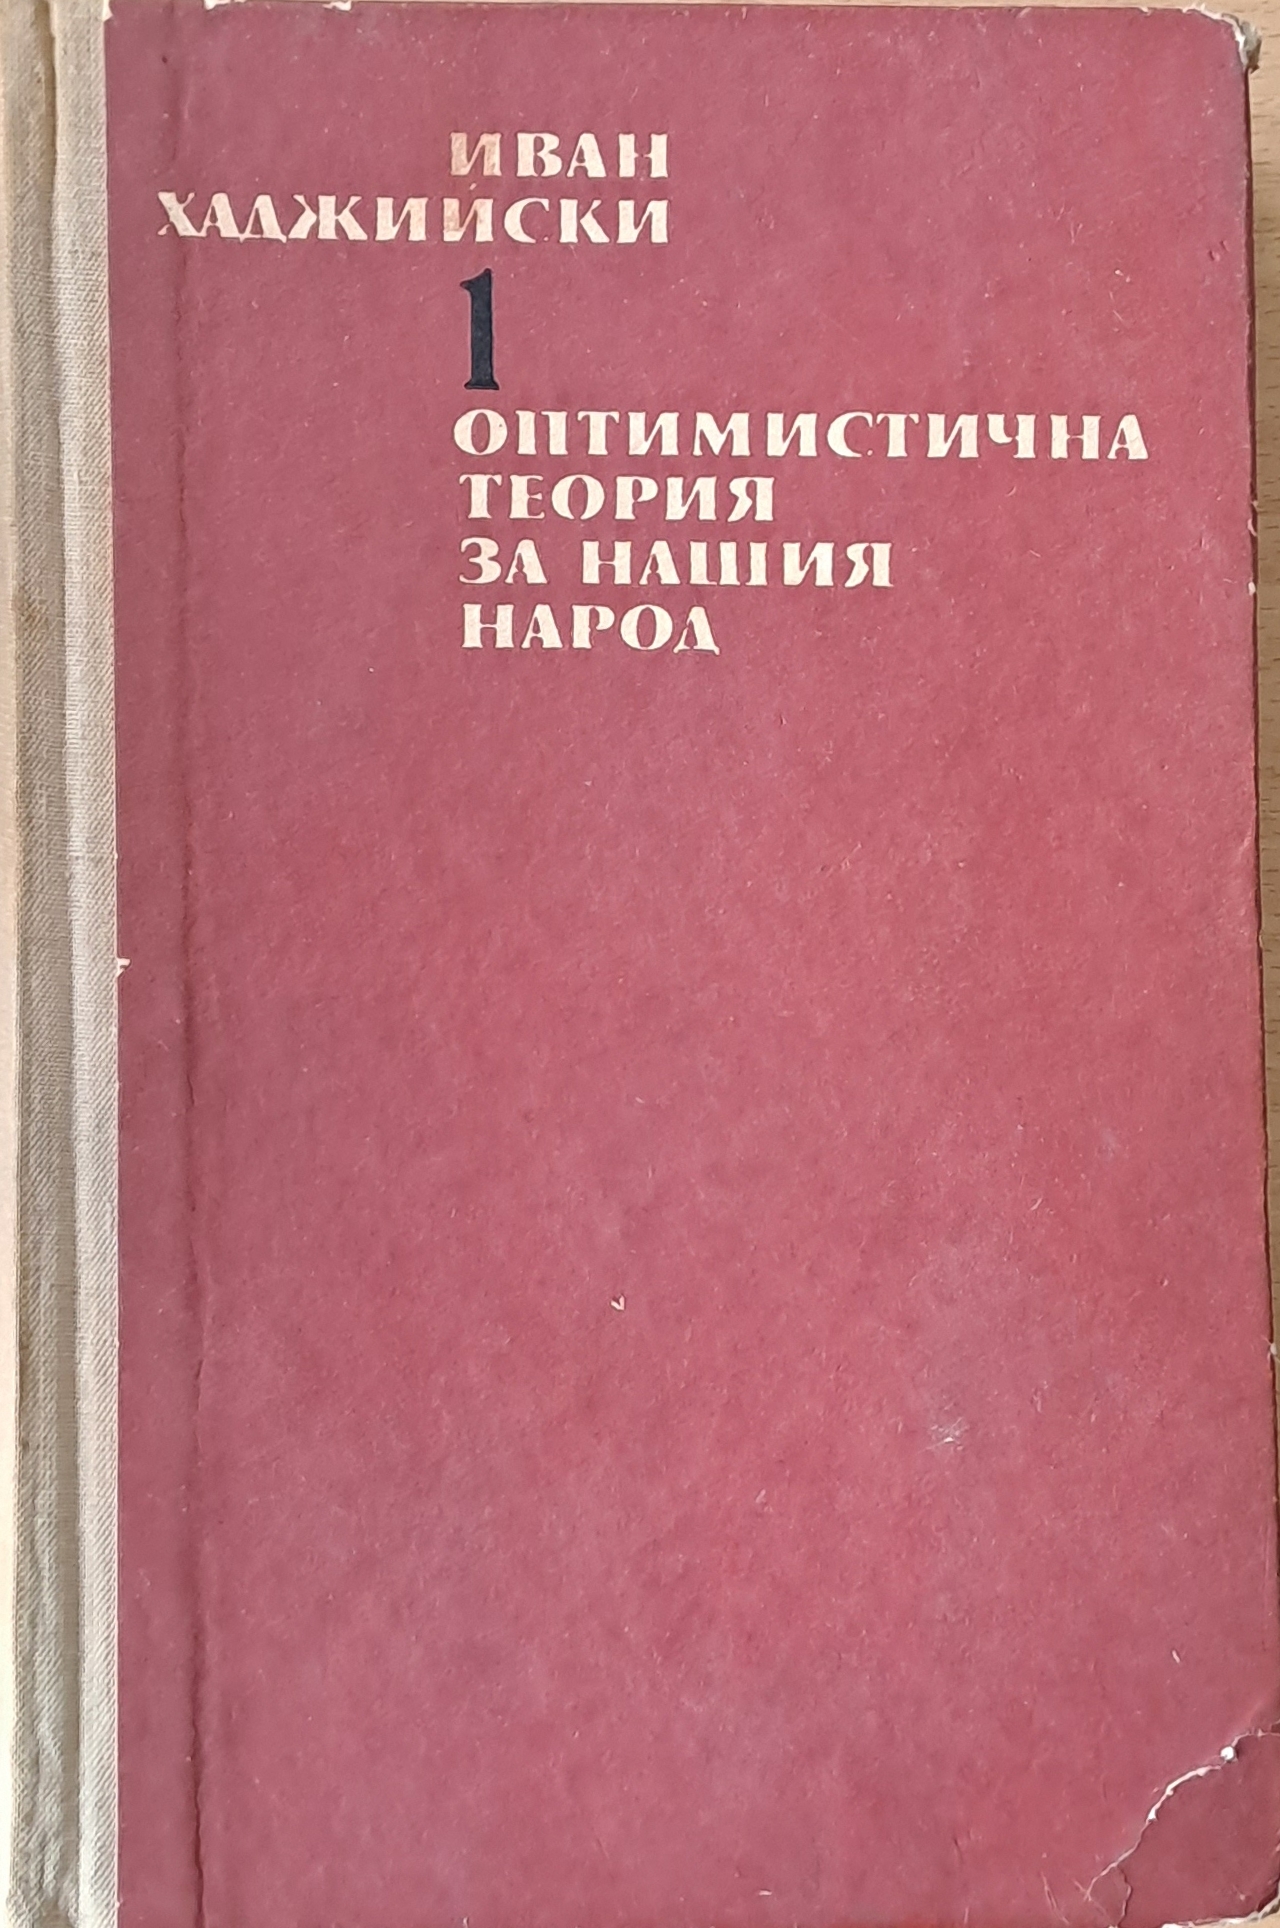 ИВАН
ХАДЖИЙСКИ
1
ОПТИМИСТИЧНА
ТЕОРИЯ
ЗА НАШИЯ
НАРОД